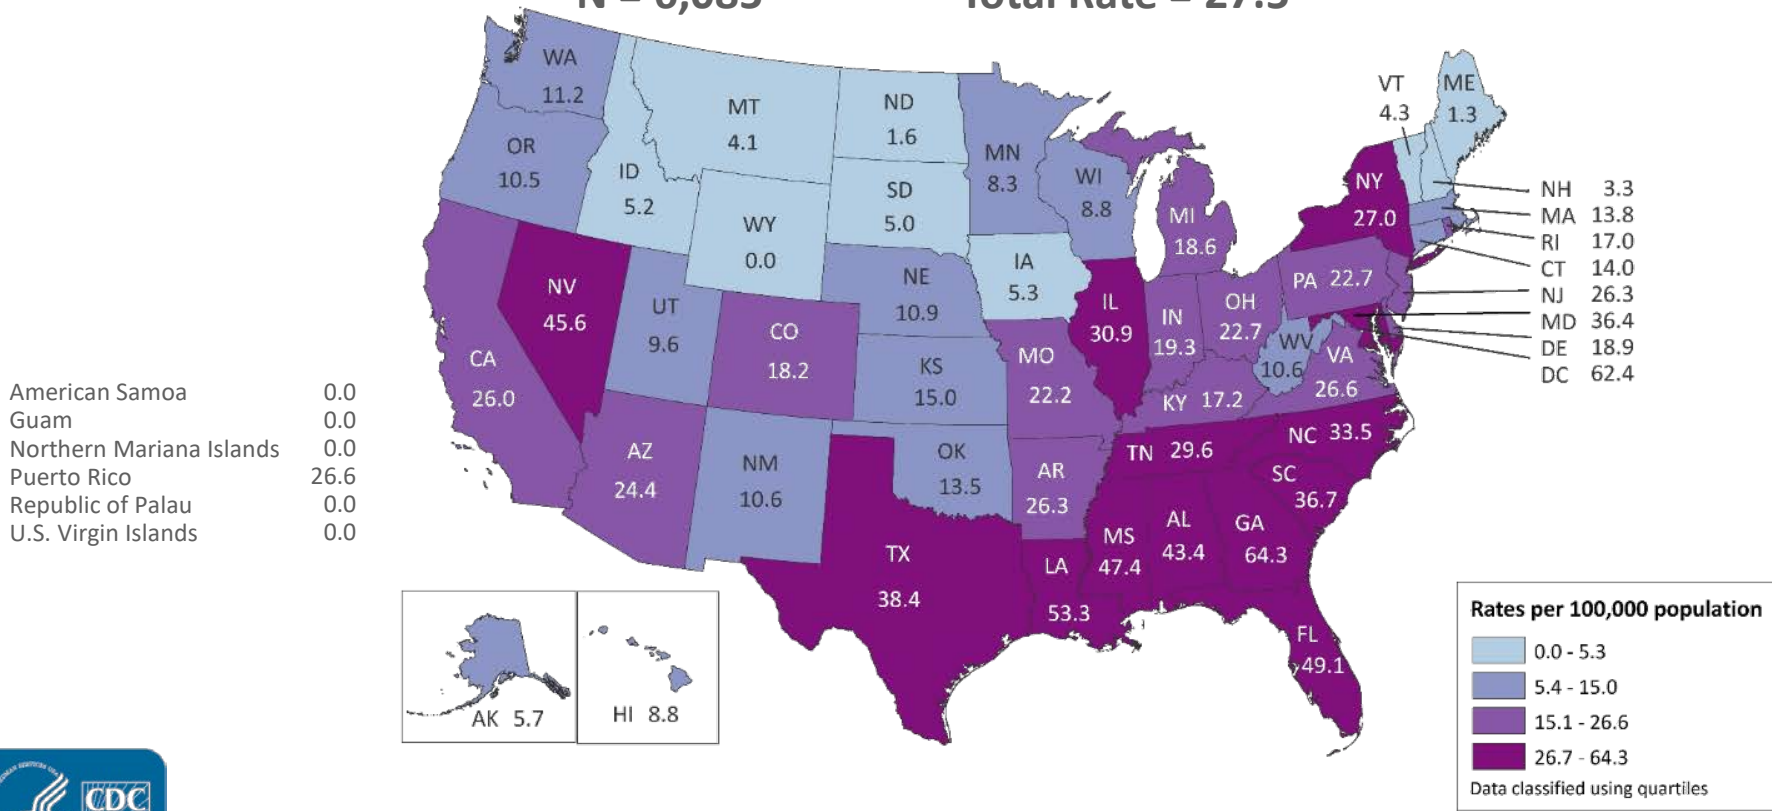 WA
11.2
OR
10.5
MT
4.1
ID
5.2
WY
0.0
ND
1.6
SD
5.0
MN
8.3
WI
8.8
MI
18.6
VT
4.3
ME
1.3
NY
27.0
NH 3.3
MA 13.8
RI 17.0
CT 14.0
NJ 26.3
MD 36.4
DE 18.9
DC 62.4
NV
45.6
UT
9.6
CA
26.0
CO
18.2
NE
10.9
IA
5.3
KS
15.0
MO
22.2
IL
30.9
IN
19.3
OH
22.7
PA 22.7
WV
10.6
VA
26.6
KY 17.2
TN 29.6
NC 33.5
SC
36.7
AZ
24.4
NM
10.6
OK
13.5
AR
26.3
TX
38.4
LA
53.3
MS
47.4
AL
43.4
GA
64.3
FL
49.1
AK 5.7
HI 8.8
American Samoa 0.0
Guam 0.0
Northern Mariana Islands 0.0
Puerto Rico 26.6
Republic of Palau 0.0
U.S. Virgin Islands 0.0
Rates per 100,000 population
0.0 - 5.3
5.4 - 15.0
15.1 - 26.6
26.7 - 64.3
Data classified using quartiles
CDC